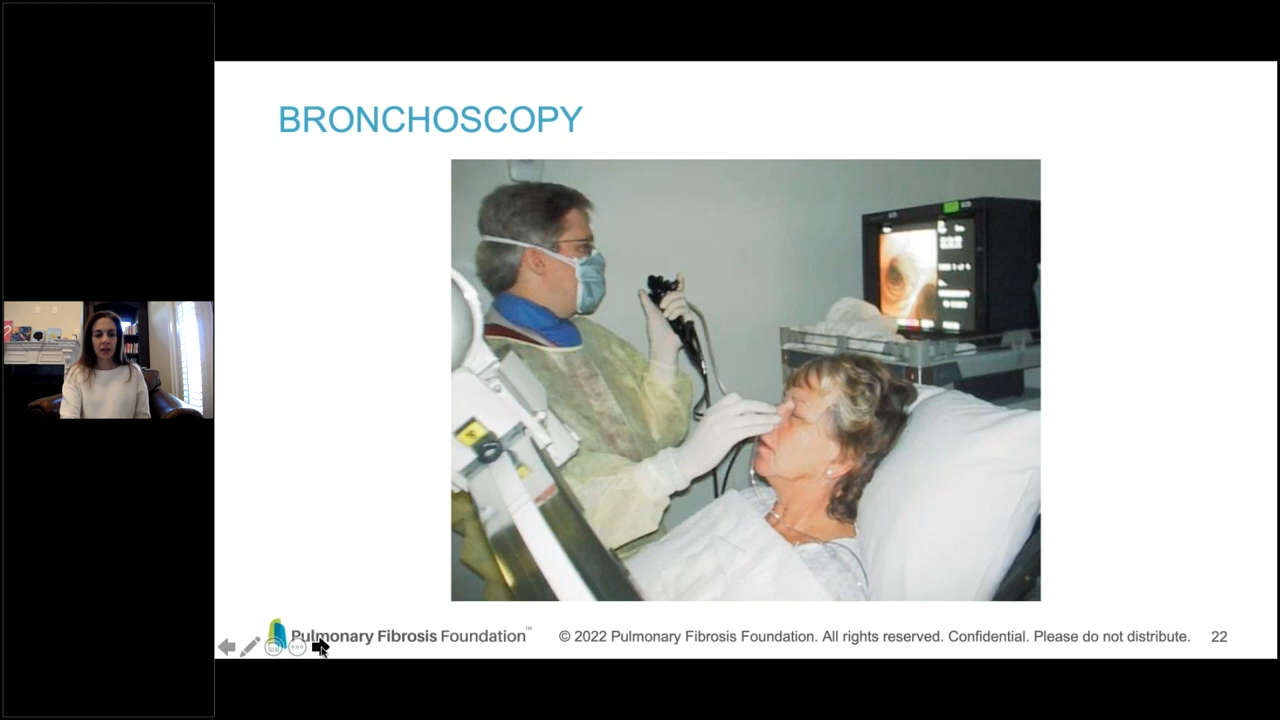 BRONCHOSCOPY
Pulmonary Fibrosis Foundation™
© 2022 Pulmonary Fibrosis Foundation. All rights reserved. Confidential. Please do not distribute.
22